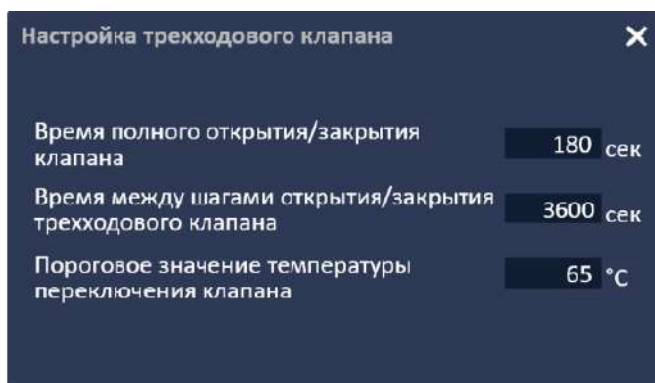 Настройка трехходового клапана
Время полного открытия/закрытия
клапана
180 сек
Время между шагами открытия/закрытия
трехходового клапана
3600 сек
Пороговое значение температуры
переключения клапана
65 °C